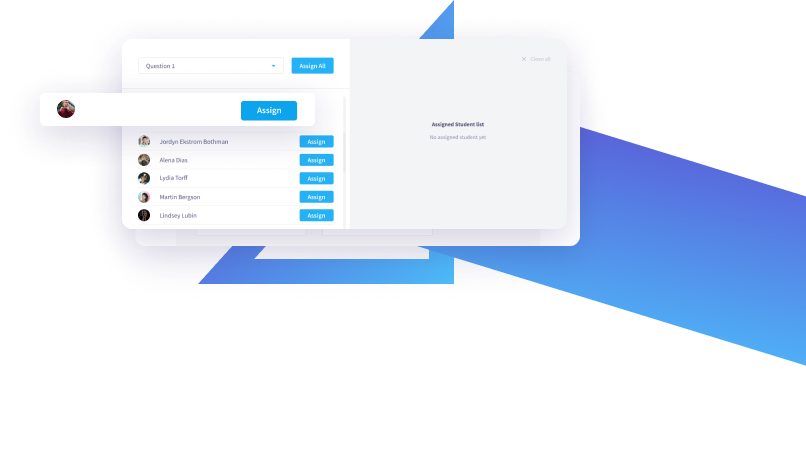 Question 1
Assign All
Assign
Jordyn Ekstrom Bothman
Assign
Alena Dias
Assign
Lydia Torff
Assign
Martin Bergson
Assign
Lindsey Lubin
Assign
Clean all
Assigned Student list
No assigned student yet